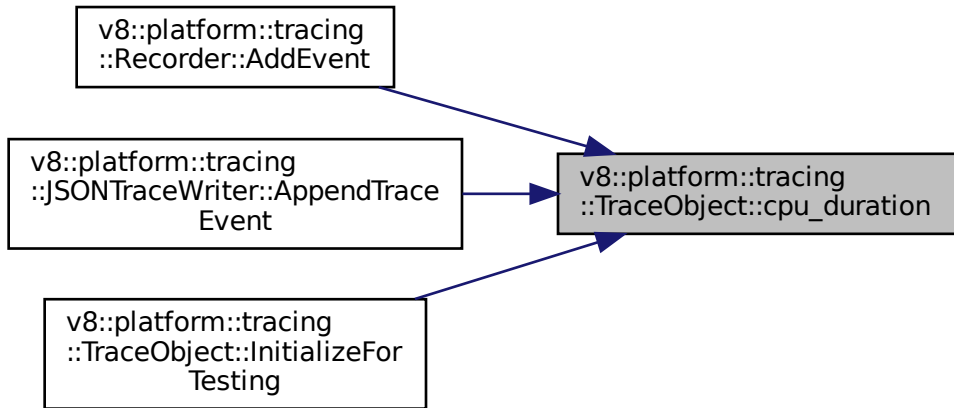 v8::platform::tracing
::Recorder::AddEvent
v8::platform::tracing
::JSONTraceWriter::AppendTrace
Event
v8::platform::tracing
::TraceObject::InitializeFor
Testing
v8::platform::tracing
::TraceObject::cpu_duration